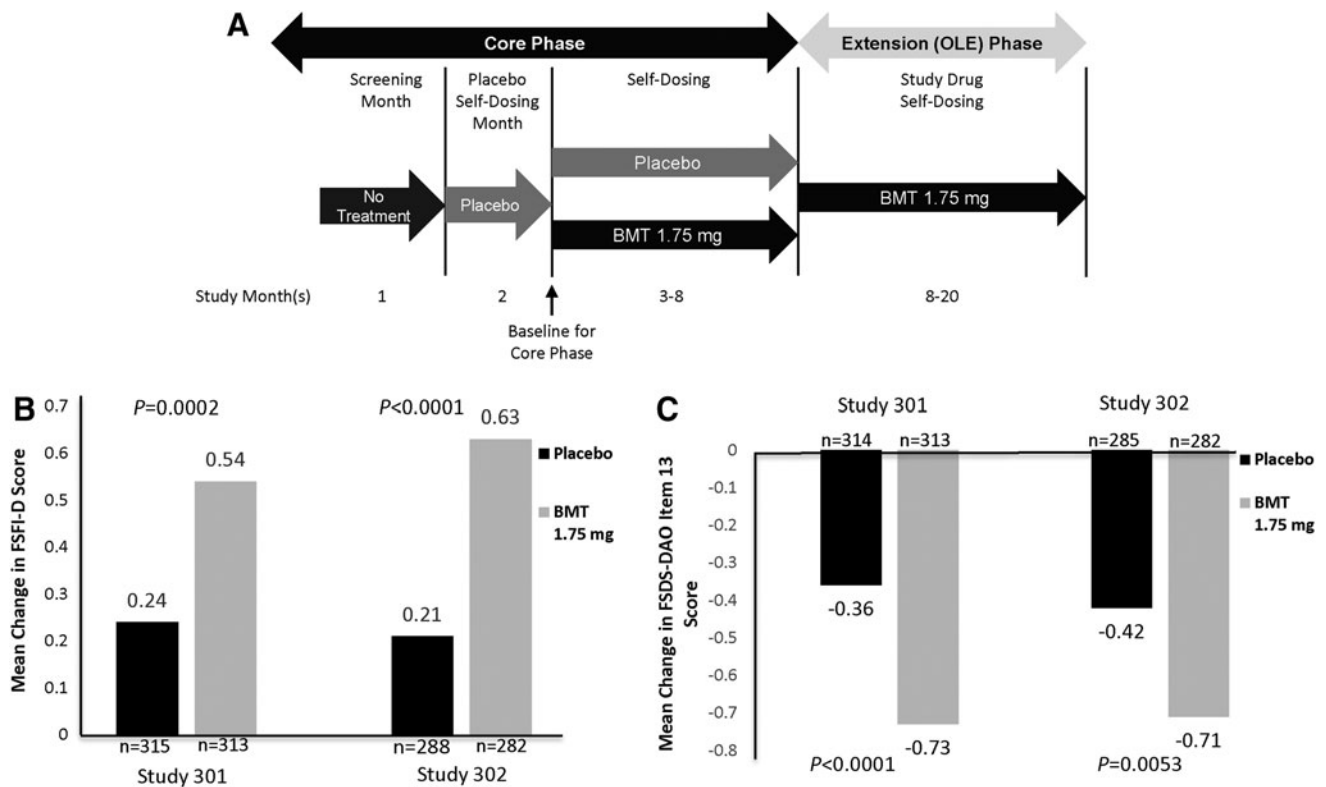 A
Core Phase
Extension (OLE) Phase
Screening
Month
Placebo
Self-Dosing
Month
Self-Dosing
Study Drug
Self-Dosing
No
Treatment
Placebo
Placebo
BMT 1.75 mg
BMT 1.75 mg
Study Month(s)
1
2
3-8
8-20
Baseline for
Core Phase
B
Mean Change in FSFI-D Score
0.7
0.6
0.5
0.4
0.3
0.2
0.1
0
P=0.0002
P<0.0001
0.24
0.54
0.21
0.63
n=315
n=313
n=288
n=282
Study 301
Study 302
Placebo
BMT
1.75 mg
C
Mean Change in FSDS-DAO Item 13
Score
Study 301
Study 302
n=314
n=313
n=285
n=282
0
-0.1
-0.2
-0.3
-0.4
-0.5
-0.6
-0.7
-0.8
-0.36
-0.73
-0.42
-0.71
P<0.0001
P=0.0053
Placebo
BMT
1.75 mg